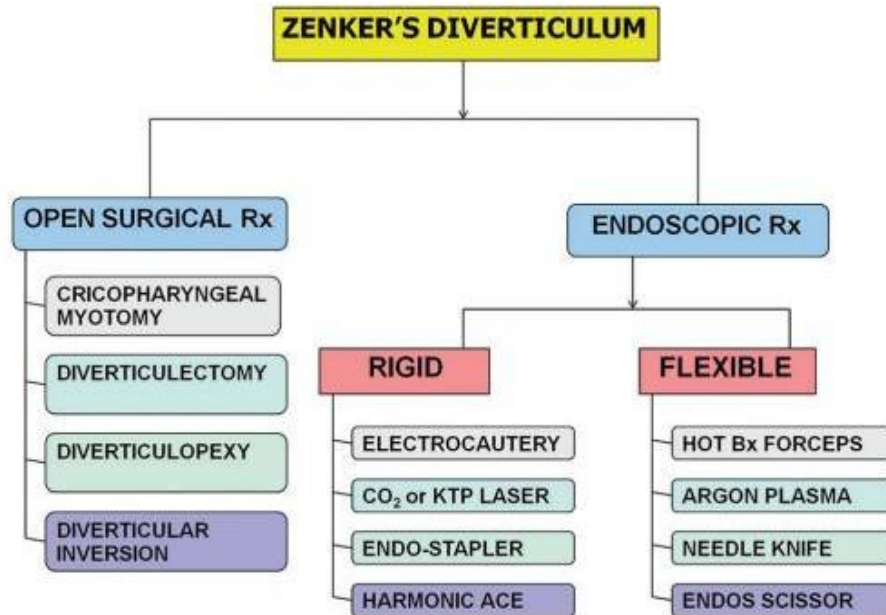 ZENKER'S DIVERTICULUM
OPEN SURGICAL Rx
CRICOPHARYNGEAL
MYOTOMY
DIVERTICULECTOMY
DIVERTICULOPEXY
DIVERTICULAR
INVERSION
ENDOSCOPIC Rx
RIGID
ELECTROCAUTERY
CO₂ or KTP LASER
ENDO-STAPLER
HARMONIC ACE
FLEXIBLE
HOT Bx FORCEPS
ARGON PLASMA
NEEDLE KNIFE
ENDOS SCISSOR